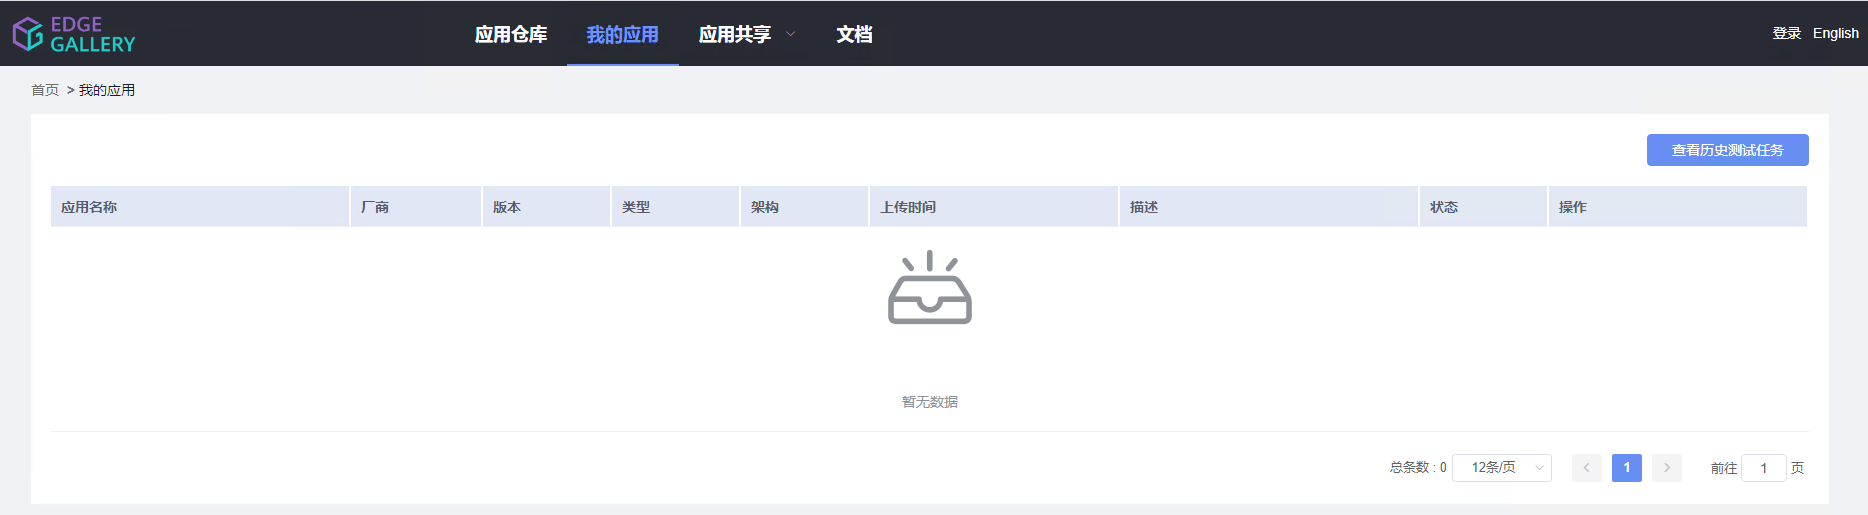 EDGE
GALLERY
应用仓库 我的应用 应用共享 文档 登录 English
首页 > 我的应用
查看历史测试任务
应用名称 厂商 版本 类型 架构 上传时间 描述 状态 操作
暂无数据
总条数 : 0 12条/页 < 1 > 前往 1 页